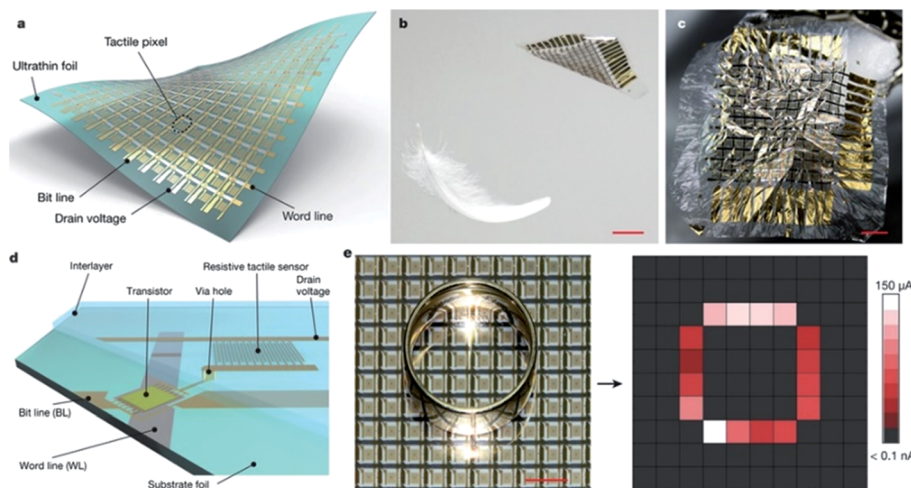 a
Tactile pixel
Ultrathin foil
Bit line
Drain voltage
Word line
b
c
d
Interlayer
Resistive tactile sensor
Transistor
Via hole
Drain
voltage
Bit line (BL)
Word line (WL)
Substrate foil
e
150 µA
< 0.1 nA